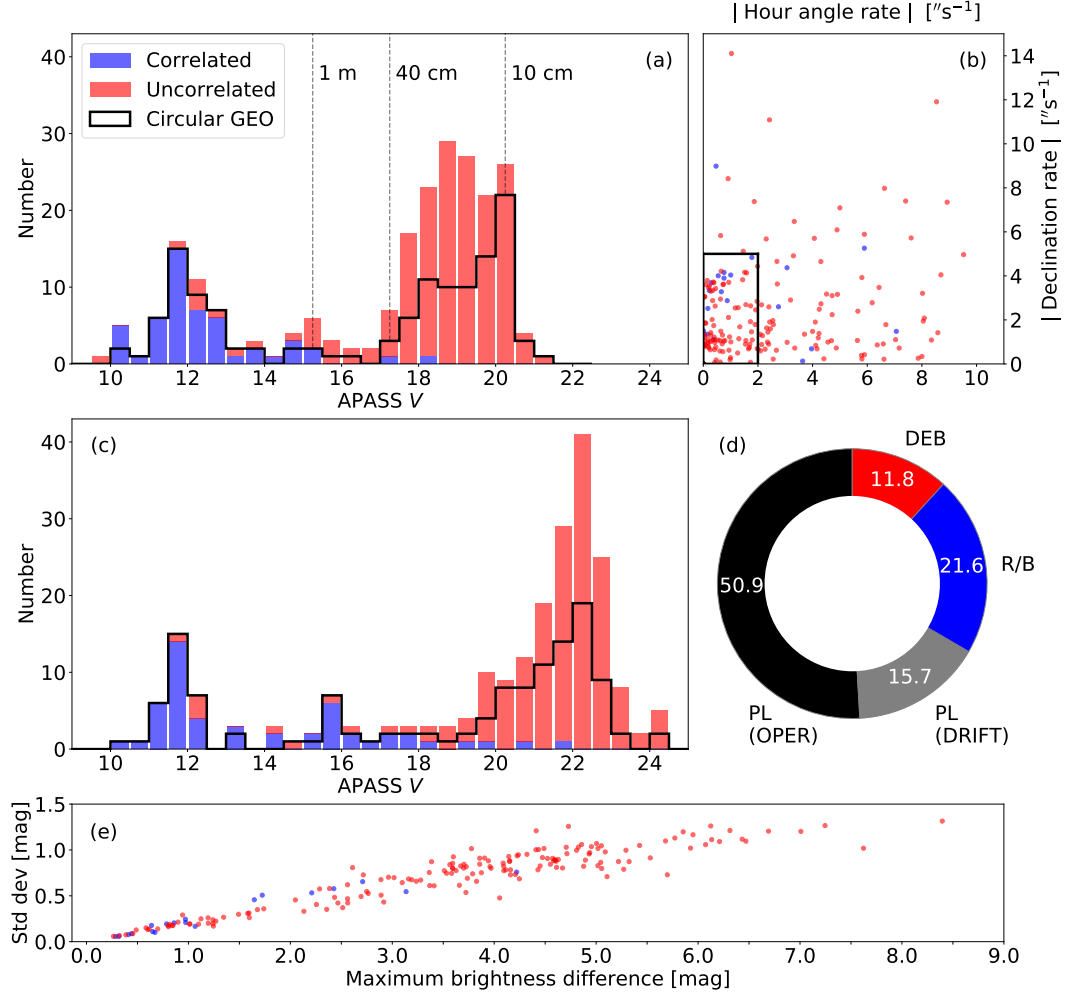 | Hour angle rate | [″s⁻¹]
Correlated
Uncorrelated
Circular GEO
1 m
40 cm
10 cm
(a)
40
30
20
10
0
Number
10 12 14 16 18 20 22 24
APASS V
(b)
14
12
10
8
6
4
2
0
| Declination rate | [″s⁻¹]
0 2 4 6 8 10
(c)
40
30
20
10
0
Number
10 12 14 16 18 20 22 24
APASS V
(d)
DEB
11.8
R/B
21.6
50.9
15.7
PL
(OPER)
PL
(DRIFT)
(e)
1.5
1.0
0.5
0.0
Std dev [mag]
0.0 1.0 2.0 3.0 4.0 5.0 6.0 7.0 8.0 9.0
Maximum brightness difference [mag]